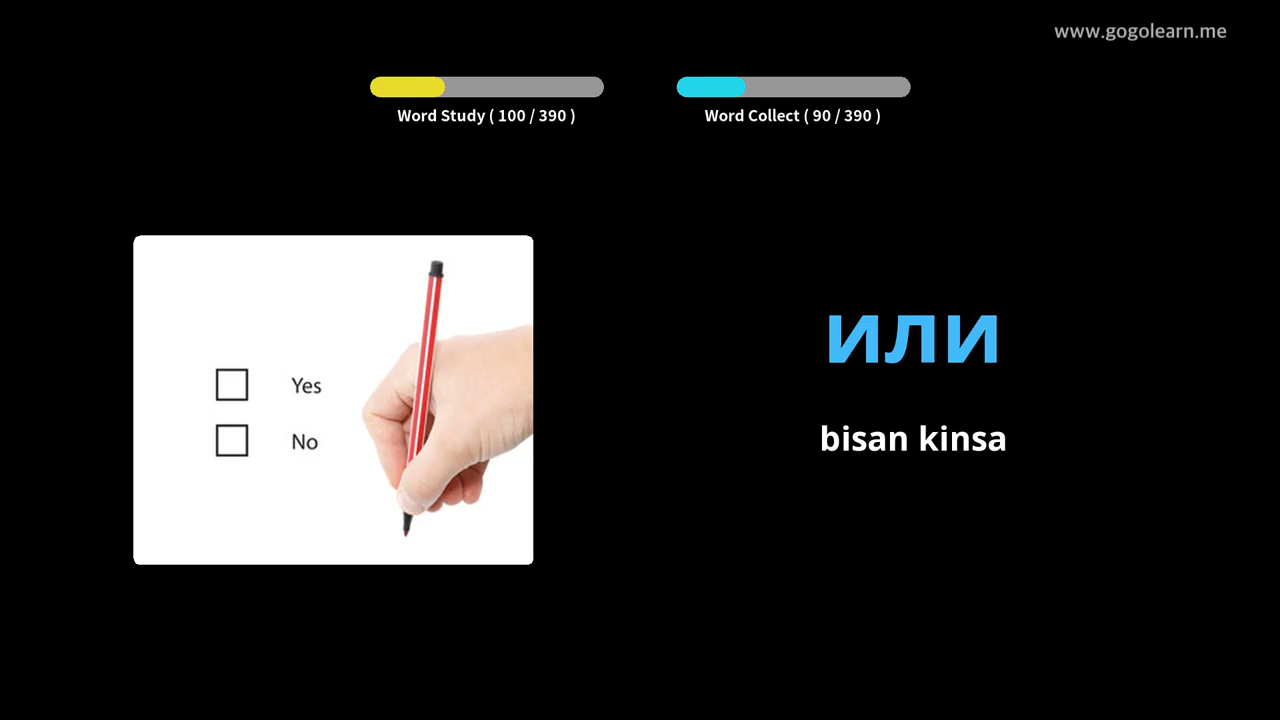 www.gogolearn.me
Word Study ( 100 / 390 )
Word Collect ( 90 / 390 )
Yes
No
или
bisan kinsa